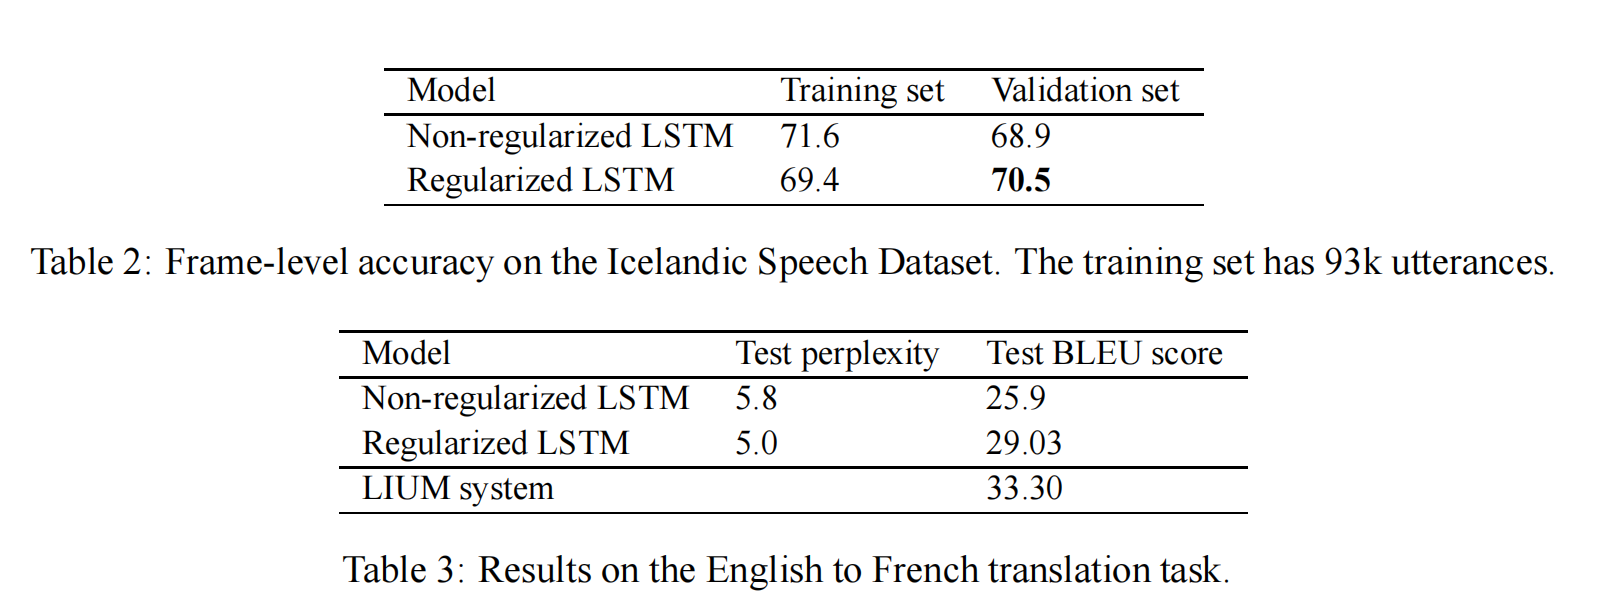 Model Training set Validation set
Non-regularized LSTM 71.6 68.9
Regularized LSTM 69.4 70.5
Table 2: Frame-level accuracy on the Icelandic Speech Dataset. The training set has 93k utterances.
Model Test perplexity Test BLEU score
Non-regularized LSTM 5.8 25.9
Regularized LSTM 5.0 29.03
LIUM system 33.30
Table 3: Results on the English to French translation task.